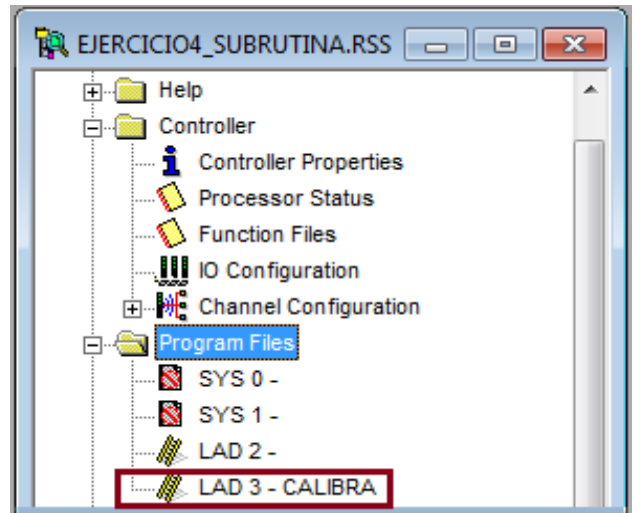 EJERCICIO4_SUBRUTINA.RSS
Help
Controller
Controller Properties
Processor Status
Function Files
IO Configuration
Channel Configuration
Program Files
SYS 0 -
SYS 1 -
LAD 2 -
LAD 3 - CALIBRA